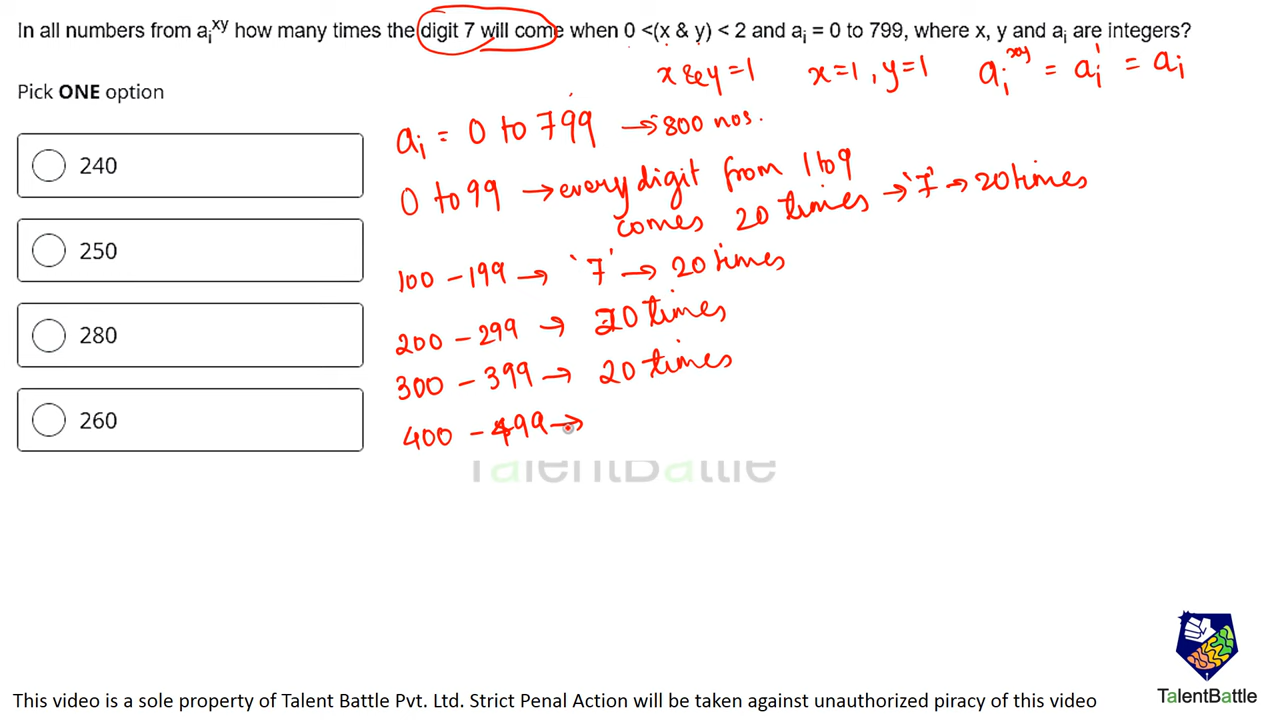 In all numbers from aᵢˣʸ how many times the digit 7 will come when 0 <(x & y) < 2 and aᵢ = 0 to 799, where x, y and aᵢ are integers?
x & y = 1 x = 1, y = 1 aᵢˣʸ = aᵢ¹ = aᵢ
Pick ONE option
aᵢ = 0 to 799 → 800 nos.
240
0 to 99 → every digit from 1 to 9
comes 20 times → '7' → 20 times
250
100 - 199 → '7' → 20 times
200 - 299 → 20 times
280
300 - 399 → 20 times
260
400 - 499 →
TalentBattle
TalentBattle
This video is a sole property of Talent Battle Pvt. Ltd. Strict Penal Action will be taken against unauthorized piracy of this video